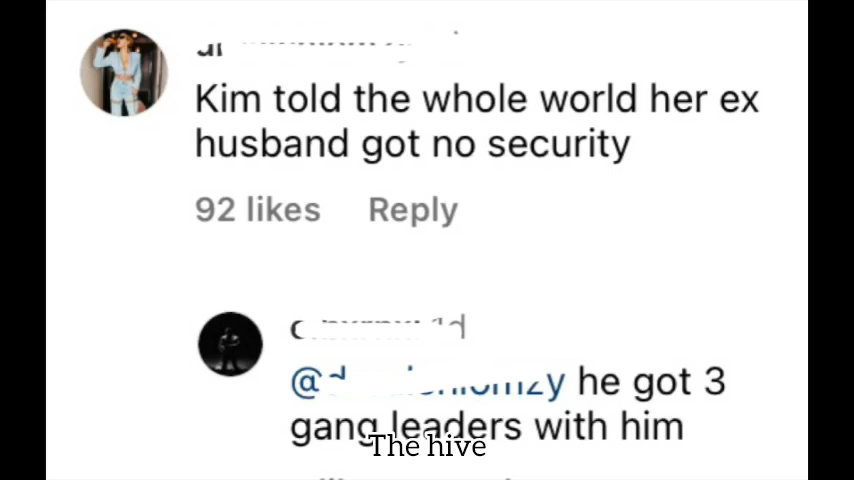 Kim told the whole world her ex
husband got no security
92 likes Reply
he got 3
gang leaders with him
The hive